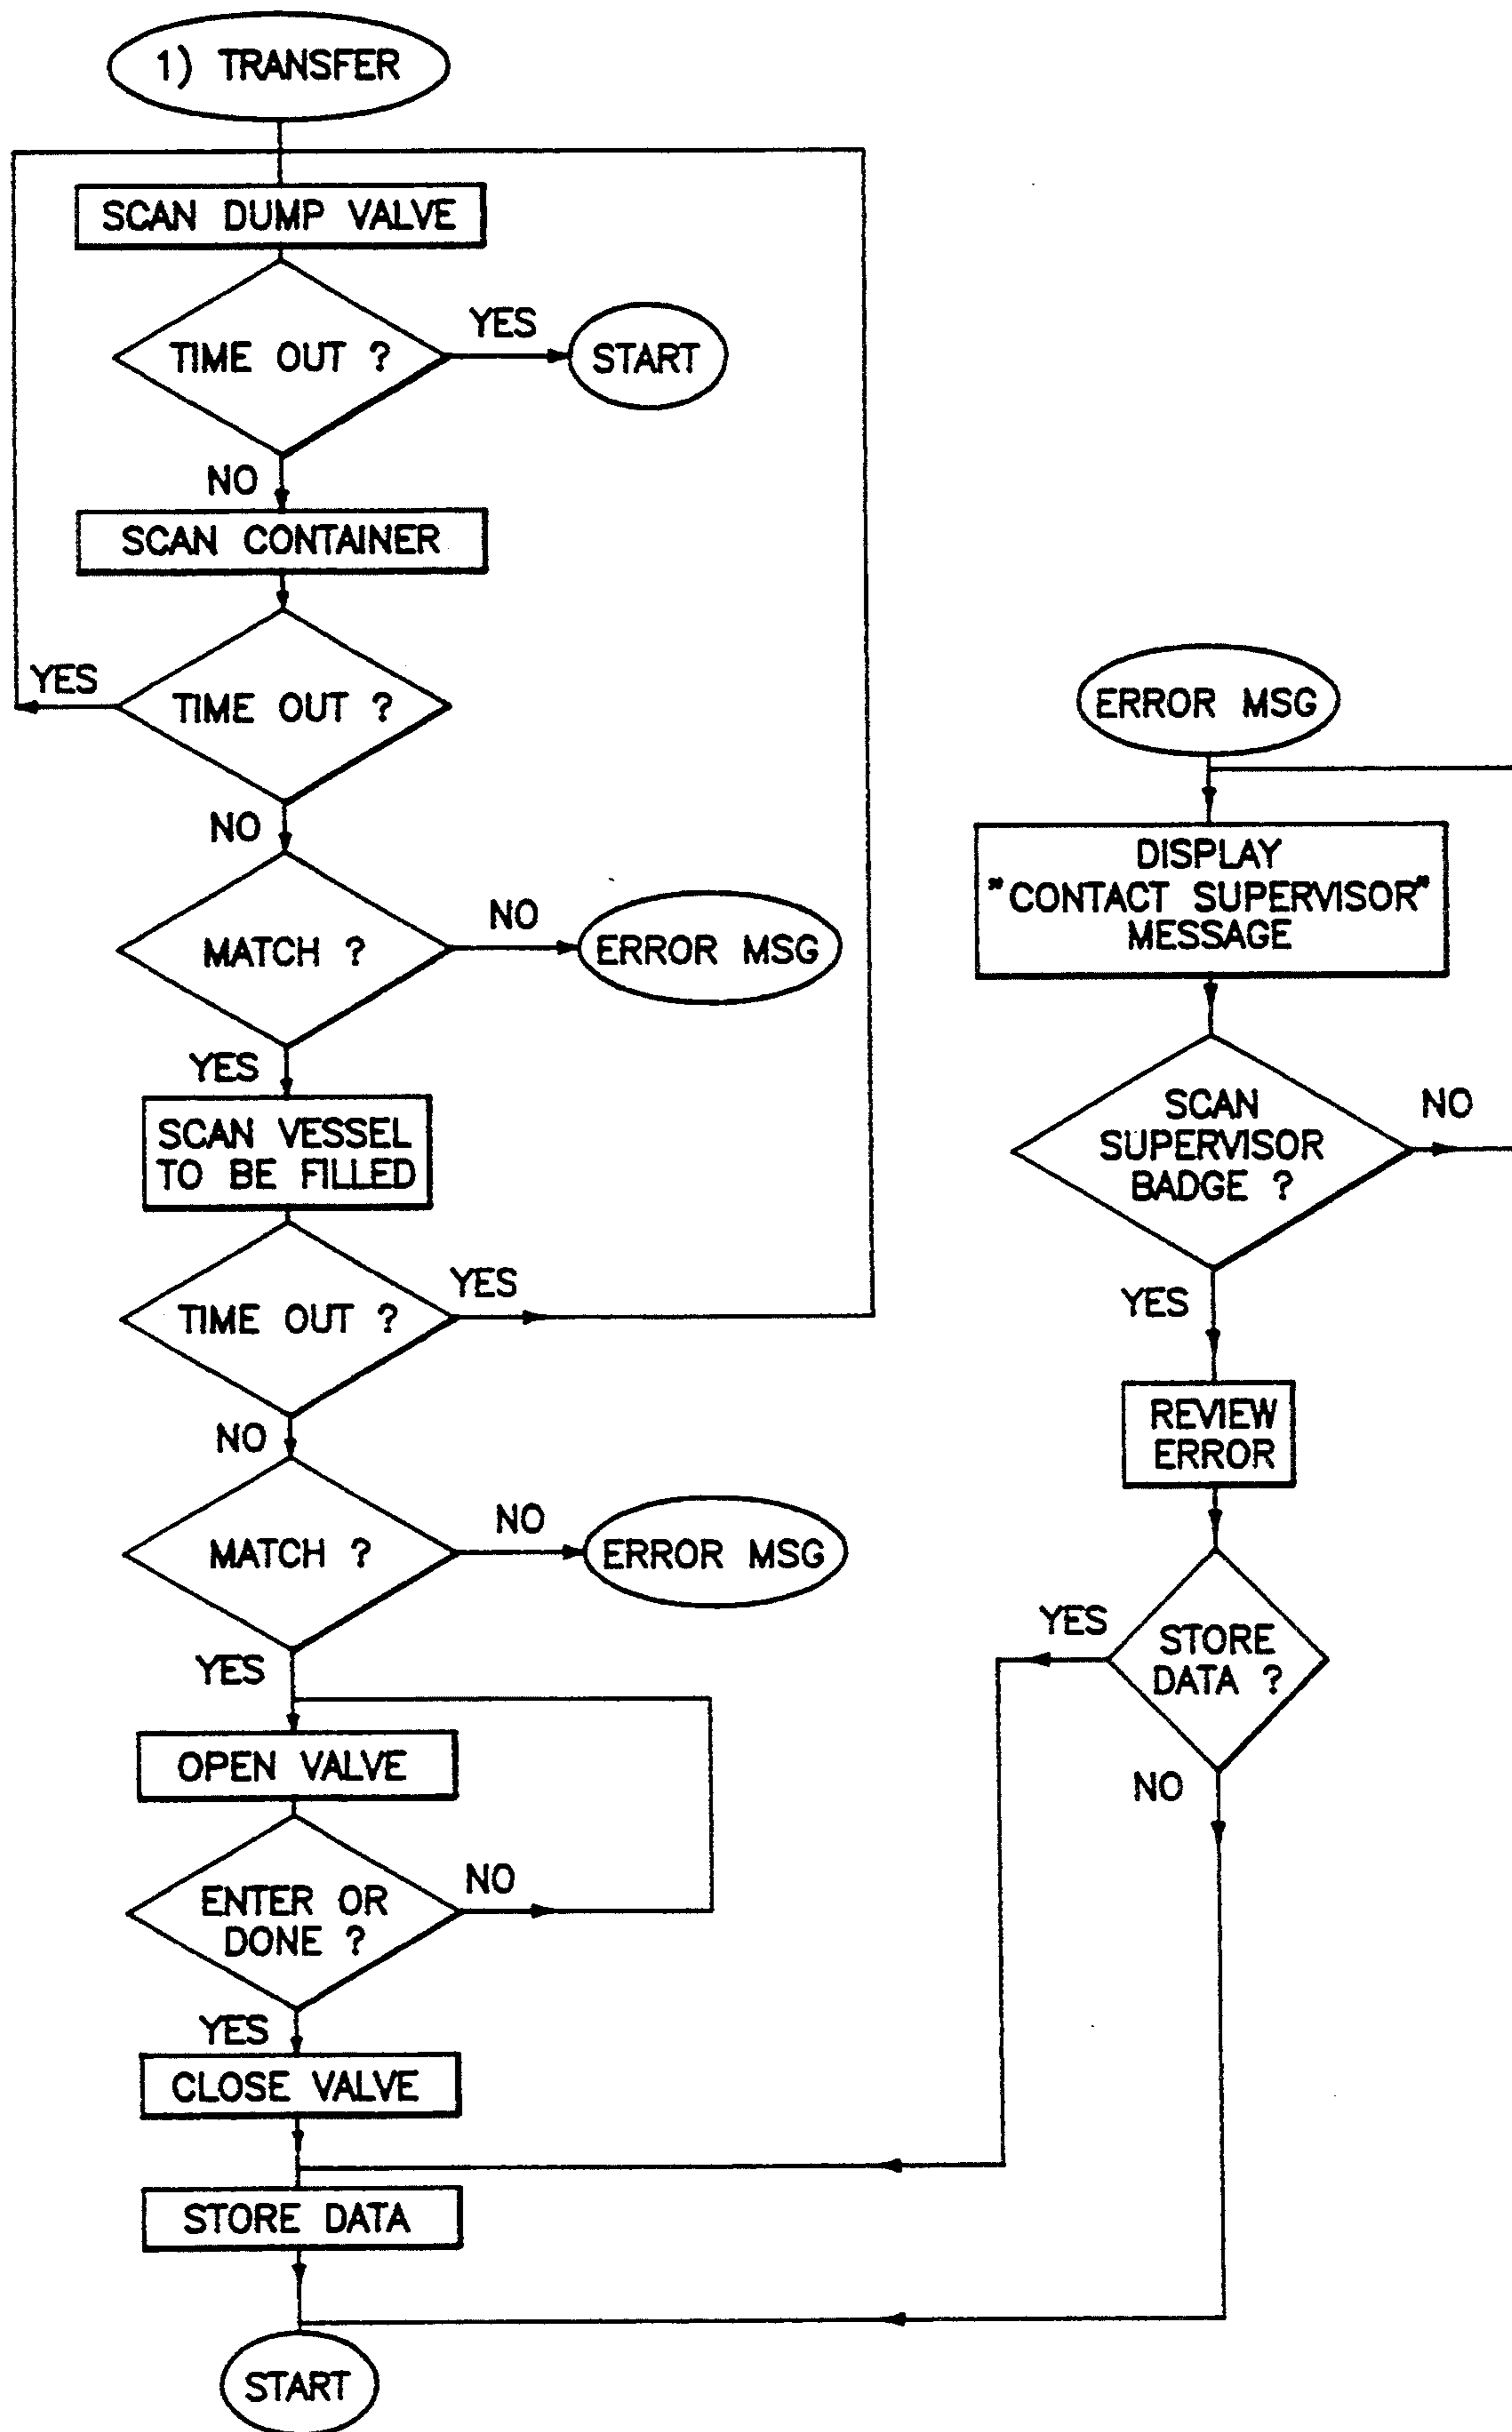 1) TRANSFER
SCAN DUMP VALVE
TIME OUT ?
YES
START
NO
SCAN CONTAINER
YES
TIME OUT ?
NO
MATCH ?
NO
ERROR MSG
YES
SCAN VESSEL
TO BE FILLED
TIME OUT ?
YES
NO
MATCH ?
NO
ERROR MSG
YES
OPEN VALVE
ENTER OR
DONE ?
NO
YES
CLOSE VALVE
STORE DATA
START
ERROR MSG
DISPLAY
"CONTACT SUPERVISOR"
MESSAGE
SCAN
SUPERVISOR
BADGE ?
NO
YES
REVIEW
ERROR
STORE
DATA ?
YES
NO